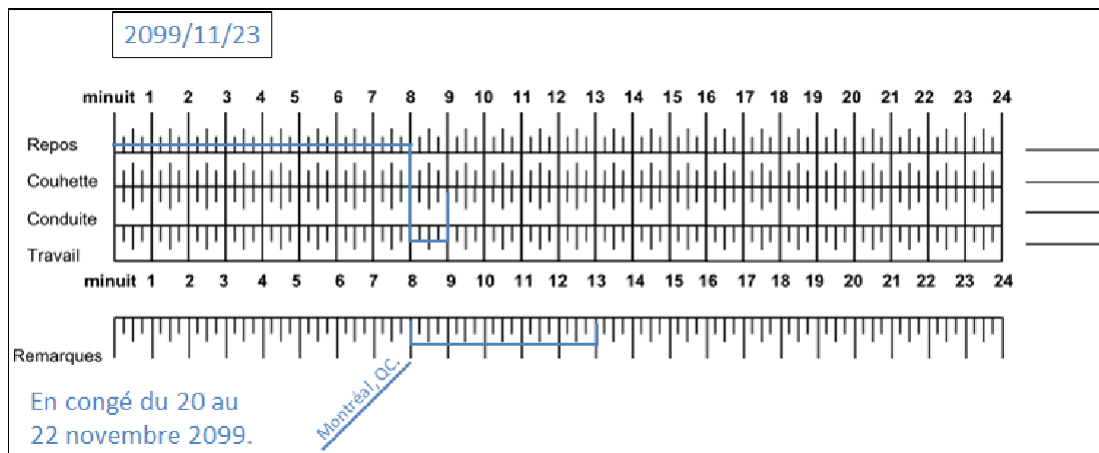 2099/11/23
minuit 1 2 3 4 5 6 7 8 9 10 11 12 13 14 15 16 17 18 19 20 21 22 23 24
Repos
Couhette
Conduite
Travail
minuit 1 2 3 4 5 6 7 8 9 10 11 12 13 14 15 16 17 18 19 20 21 22 23 24
Remarques
Montréal, QC.
En congé du 20 au
22 novembre 2099.